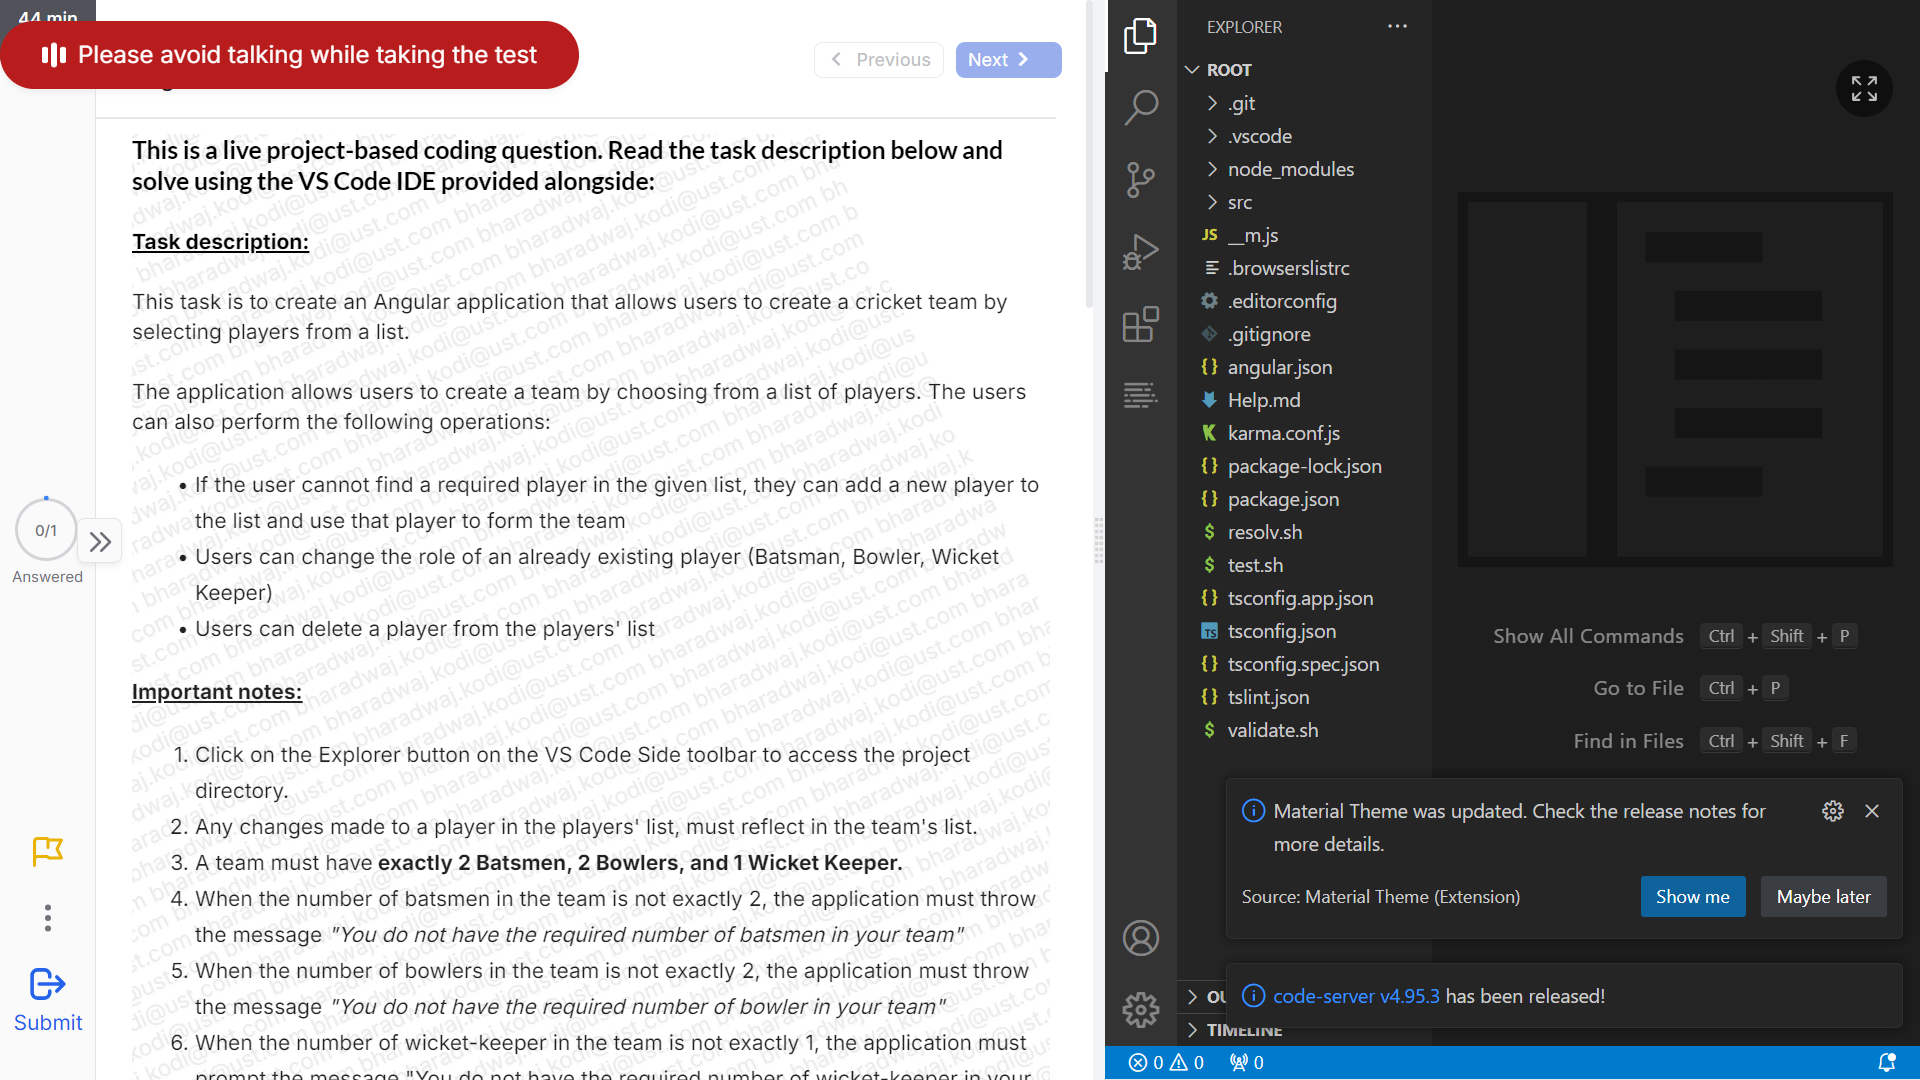 44 min
Please avoid talking while taking the test
Previous
Next
This is a live project-based coding question. Read the task description below and
solve using the VS Code IDE provided alongside:
Task description:
This task is to create an Angular application that allows users to create a cricket team by
selecting players from a list.
The application allows users to create a team by choosing from a list of players. The users
can also perform the following operations:
• If the user cannot find a required player in the given list, they can add a new player to
the list and use that player to form the team
• Users can change the role of an already existing player (Batsman, Bowler, Wicket
Keeper)
• Users can delete a player from the players' list
Important notes:
1. Click on the Explorer button on the VS Code Side toolbar to access the project
directory.
2. Any changes made to a player in the players' list, must reflect in the team's list.
3. A team must have exactly 2 Batsmen, 2 Bowlers, and 1 Wicket Keeper.
4. When the number of batsmen in the team is not exactly 2, the application must throw
the message "You do not have the required number of batsmen in your team"
5. When the number of bowlers in the team is not exactly 2, the application must throw
the message "You do not have the required number of bowler in your team"
6. When the number of wicket-keeper in the team is not exactly 1, the application must
prompt the message "You do not have the required number of wicket-keeper in your
0/1
Answered
Submit
bharadwaj.kodi@ust.com
EXPLORER
ROOT
.git
.vscode
node_modules
src
JS __m.js
.browserslistrc
.editorconfig
.gitignore
{} angular.json
Help.md
karma.conf.js
{} package-lock.json
{} package.json
$ resolv.sh
$ test.sh
{} tsconfig.app.json
TS tsconfig.json
{} tsconfig.spec.json
{} tslint.json
$ validate.sh
OU
TIMELINE
Show All Commands Ctrl + Shift + P
Go to File Ctrl + P
Find in Files Ctrl + Shift + F
Material Theme was updated. Check the release notes for
more details.
Source: Material Theme (Extension)
Show me
Maybe later
code-server v4.95.3 has been released!
0 0 0